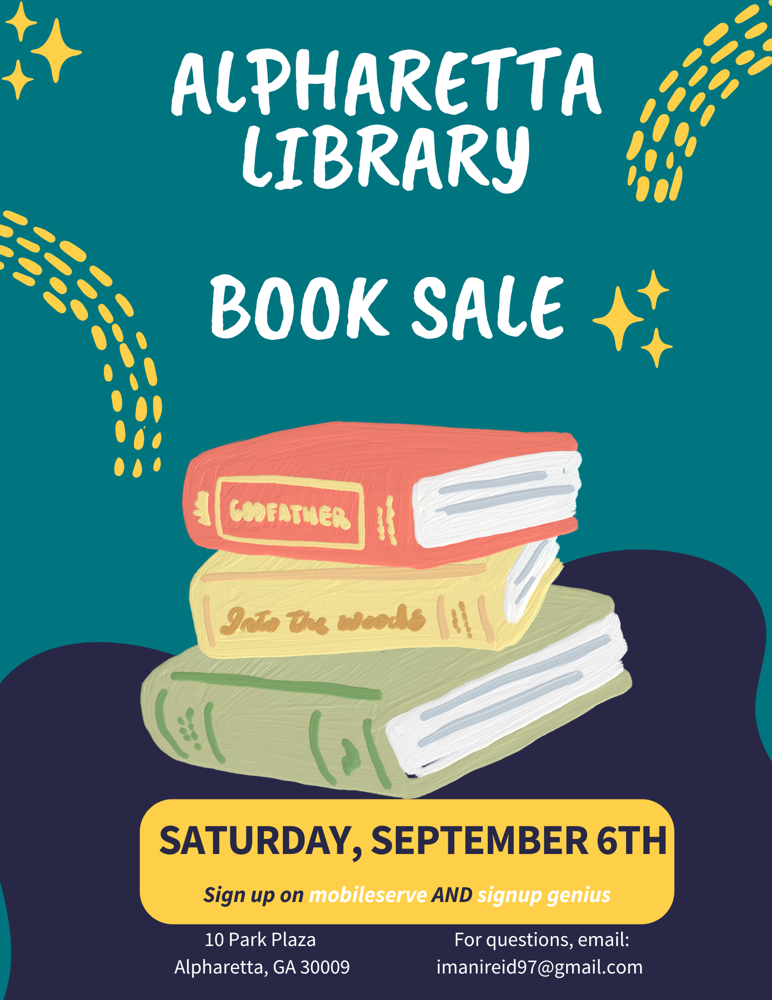 ALPHARETTA
LIBRARY
BOOK SALE
GODFATHER
Into The woods
SATURDAY, SEPTEMBER 6TH
Sign up on mobileserve AND signup genius
10 Park Plaza
Alpharetta, GA 30009
For questions, email:
imanireid97@gmail.com